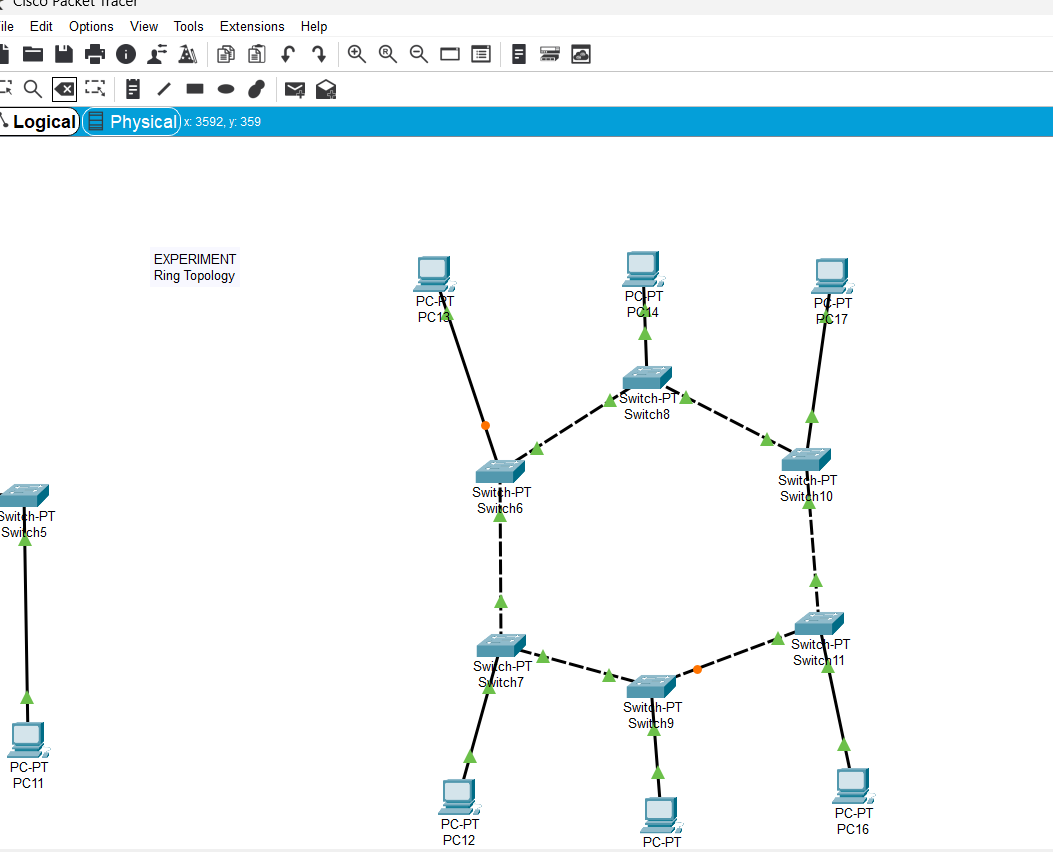 Cisco Packet Tracer
ile Edit Options View Tools Extensions Help
Logical Physical x: 3592, y: 359
EXPERIMENT
Ring Topology
PC-PT
PC13
PC-PT
PC14
PC-PT
PC17
Switch-PT
Switch8
Switch-PT
Switch6
Switch-PT
Switch10
Switch-PT
Switch5
Switch-PT
Switch7
Switch-PT
Switch11
Switch-PT
Switch9
PC-PT
PC11
PC-PT
PC12
PC-PT
PC-PT
PC16